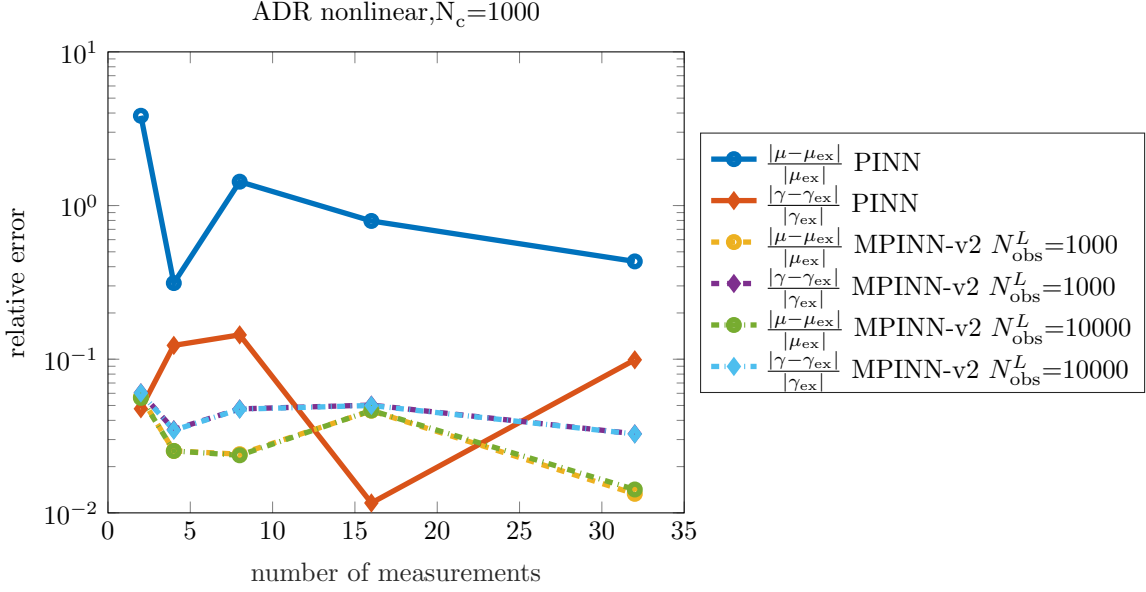 ADR nonlinear,N_c=1000
10^1
10^0
10^−1
10^−2
relative error
0 5 10 15 20 25 30 35
number of measurements
|μ−μ_ex| / |μ_ex| PINN
|γ−γ_ex| / |γ_ex| PINN
|μ−μ_ex| / |μ_ex| MPINN-v2 N^L_obs=1000
|γ−γ_ex| / |γ_ex| MPINN-v2 N^L_obs=1000
|μ−μ_ex| / |μ_ex| MPINN-v2 N^L_obs=10000
|γ−γ_ex| / |γ_ex| MPINN-v2 N^L_obs=10000